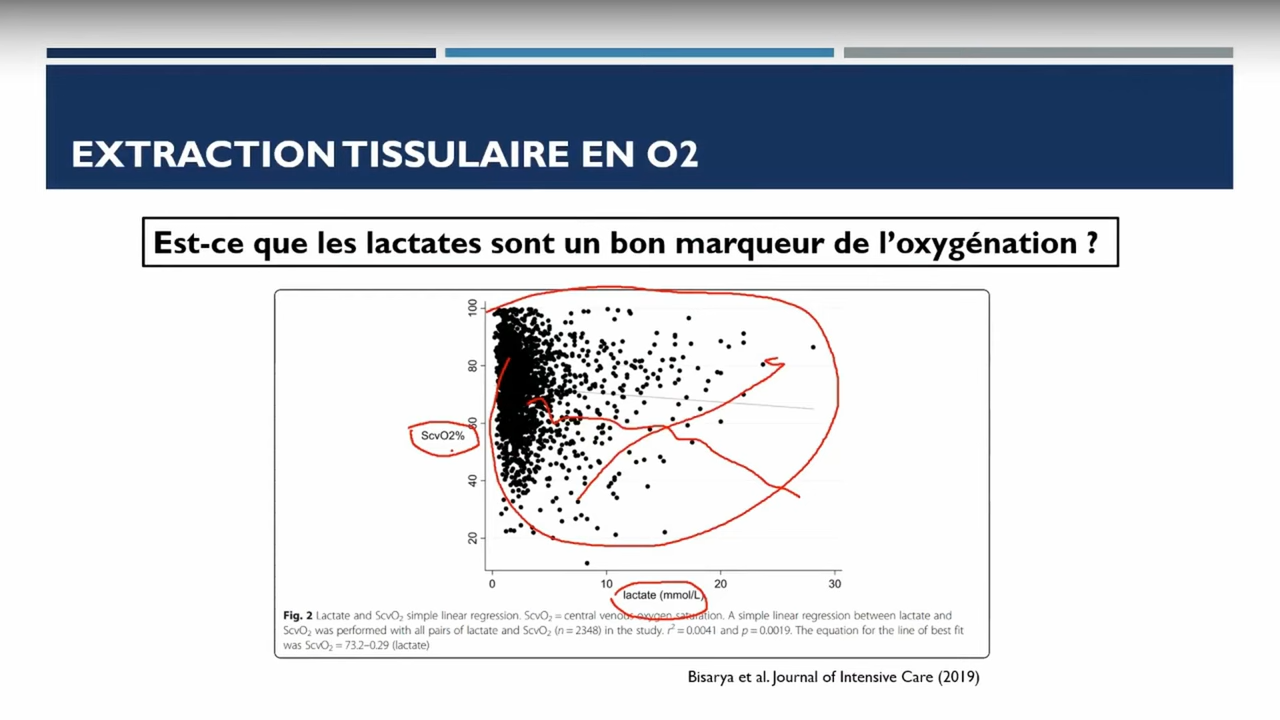 EXTRACTION TISSULAIRE EN O2
Est-ce que les lactates sont un bon marqueur de l'oxygénation ?
100
80
60
40
20
ScvO2%
0 10 20 30
lactate (mmol/L)
Fig. 2 Lactate and ScvO₂ simple linear regression. ScvO₂ = central venous oxygen saturation. A simple linear regression between lactate and
ScvO₂ was performed with all pairs of lactate and ScvO₂ (n = 2348) in the study. r² = 0.0041 and p = 0.0019. The equation for the line of best fit
was ScvO₂ = 73.2–0.29 (lactate)
Bisarya et al. Journal of Intensive Care (2019)